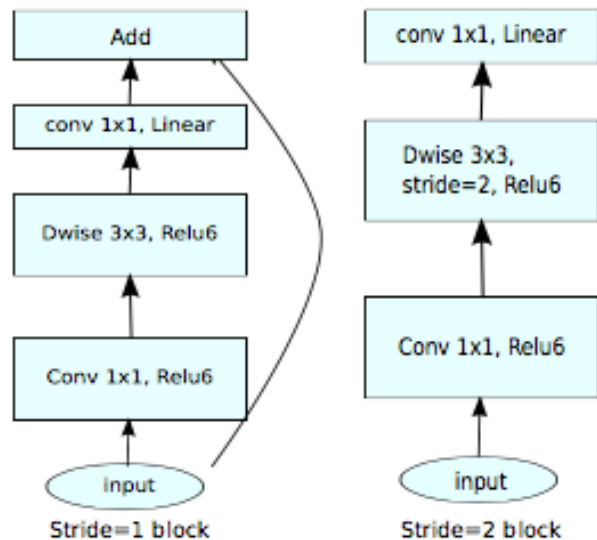 Add
conv 1x1, Linear
Dwise 3x3, Relu6
Conv 1x1, Relu6
input
Stride=1 block
conv 1x1, Linear
Dwise 3x3,
stride=2, Relu6
Conv 1x1, Relu6
input
Stride=2 block